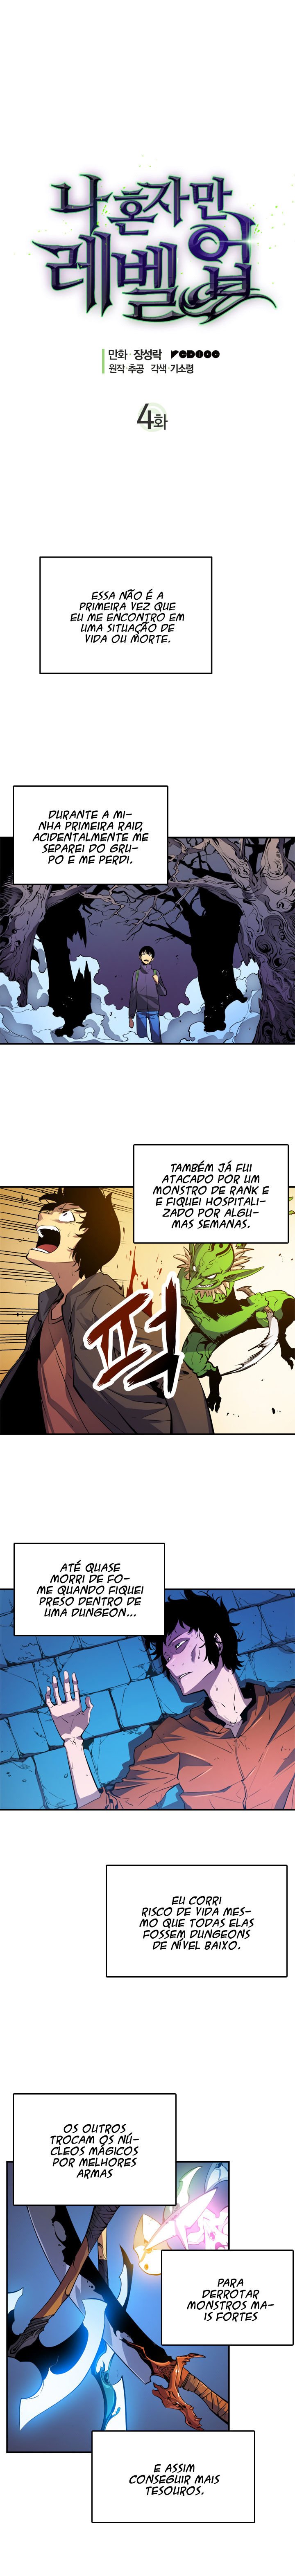 나 혼자만
레벨업
만화·장성락 REDICE
원작·추공 각색·기소령
4화
ESSA NÃO É A
PRIMEIRA VEZ QUE
EU ME ENCONTRO EM
UMA SITUAÇÃO DE
VIDA OU MORTE.
DURANTE A MI-
NHA PRIMEIRA RAID,
ACIDENTALMENTE ME
SEPAREI DO GRU-
PO E ME PERDI.
TAMBÉM JÁ FUI
ATACADO POR UM
MONSTRO DE RANK E
E FIQUEI HOSPITALI-
ZADO POR ALGU-
MAS SEMANAS.
퍽
ATÉ QUASE
MORRI DE FO-
ME QUANDO FIQUEI
PRESO DENTRO DE
UMA DUNGEON...
EU CORRI
RISCO DE VIDA MES-
MO QUE TODAS ELAS
FOSSEM DUNGEONS
DE NÍVEL BAIXO.
OS OUTROS
TROCAM OS NÚ-
CLEOS MÁGICOS
POR MELHORES
ARMAS
PARA
DERROTAR
MONSTROS MA-
IS FORTES
E ASSIM
CONSEGUIR MAIS
TESOUROS.